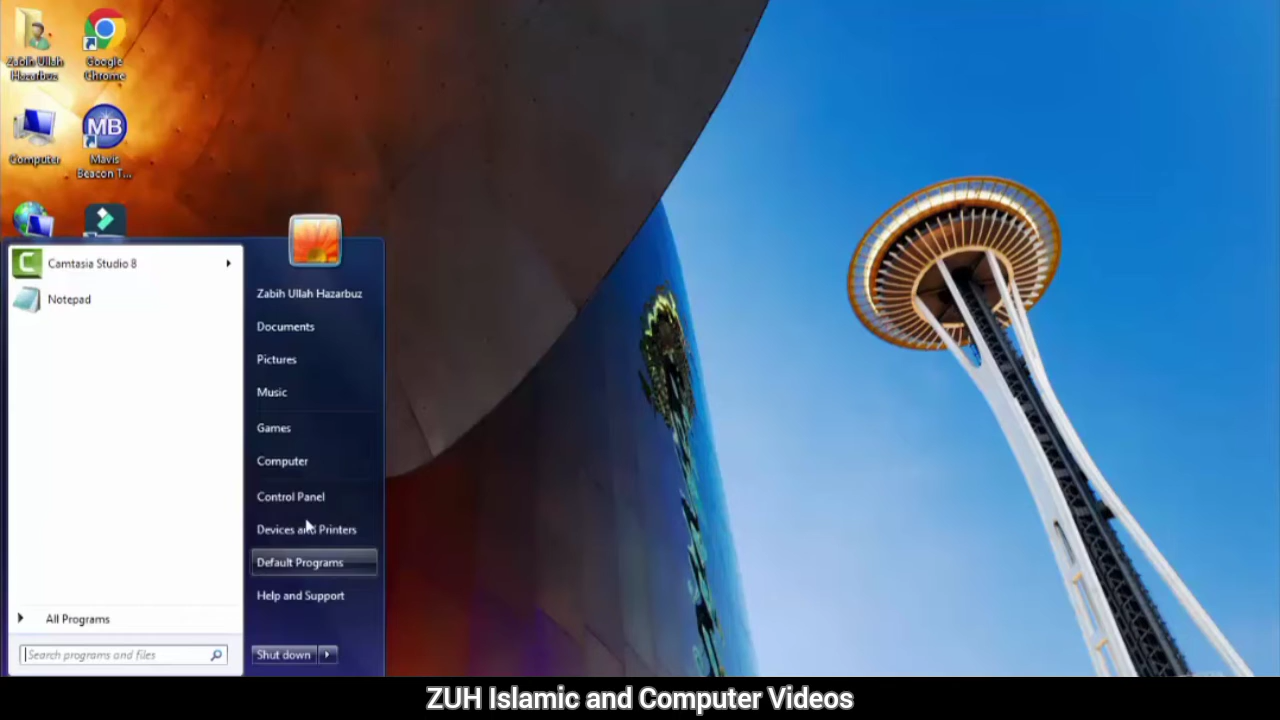 Zabih Ullah
Hazarbuz
Google
Chrome
Computer
MB
Mavis
Beacon T...
Camtasia Studio 8
Notepad
All Programs
Search programs and files
Zabih Ullah Hazarbuz
Documents
Pictures
Music
Games
Computer
Control Panel
Devices and Printers
Default Programs
Help and Support
Shut down
ZUH Islamic and Computer Videos